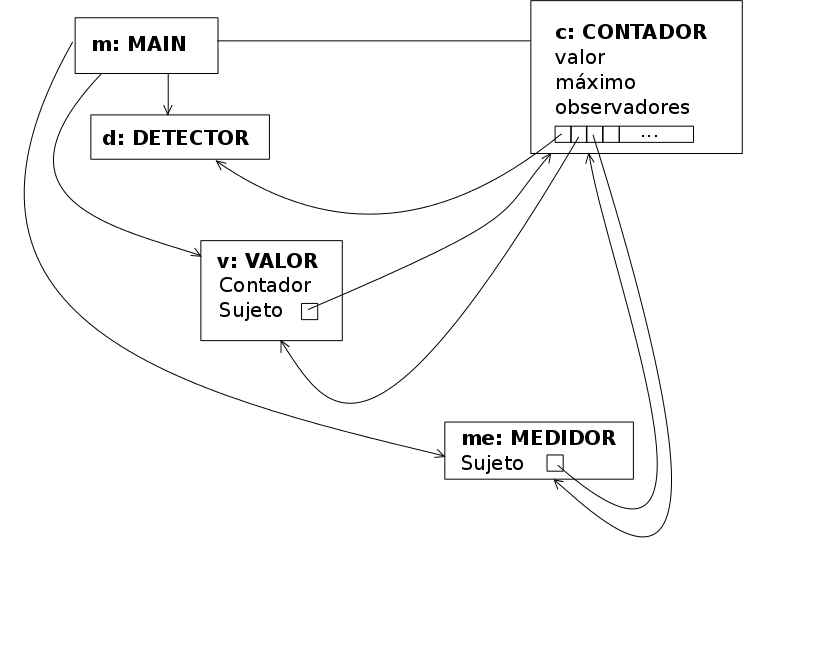 m: MAIN
c: CONTADOR
valor
máximo
observadores
...
d: DETECTOR
v: VALOR
Contador
Sujeto
me: MEDIDOR
Sujeto